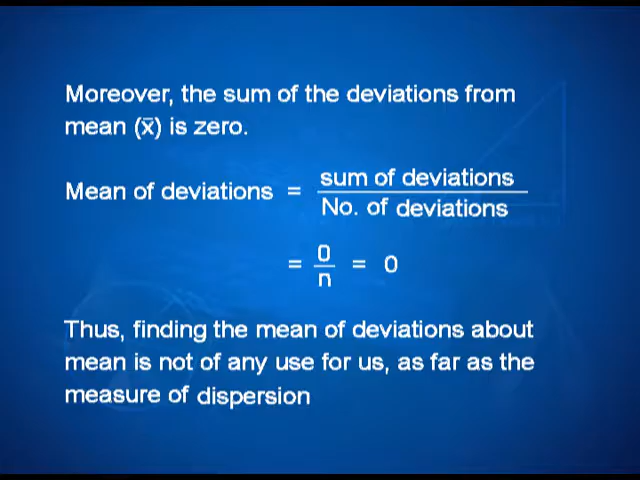 Moreover, the sum of the deviations from
mean (x̄) is zero.
Mean of deviations = sum of deviations / No. of deviations
= 0 / n = 0
Thus, finding the mean of deviations about
mean is not of any use for us, as far as the
measure of dispersion